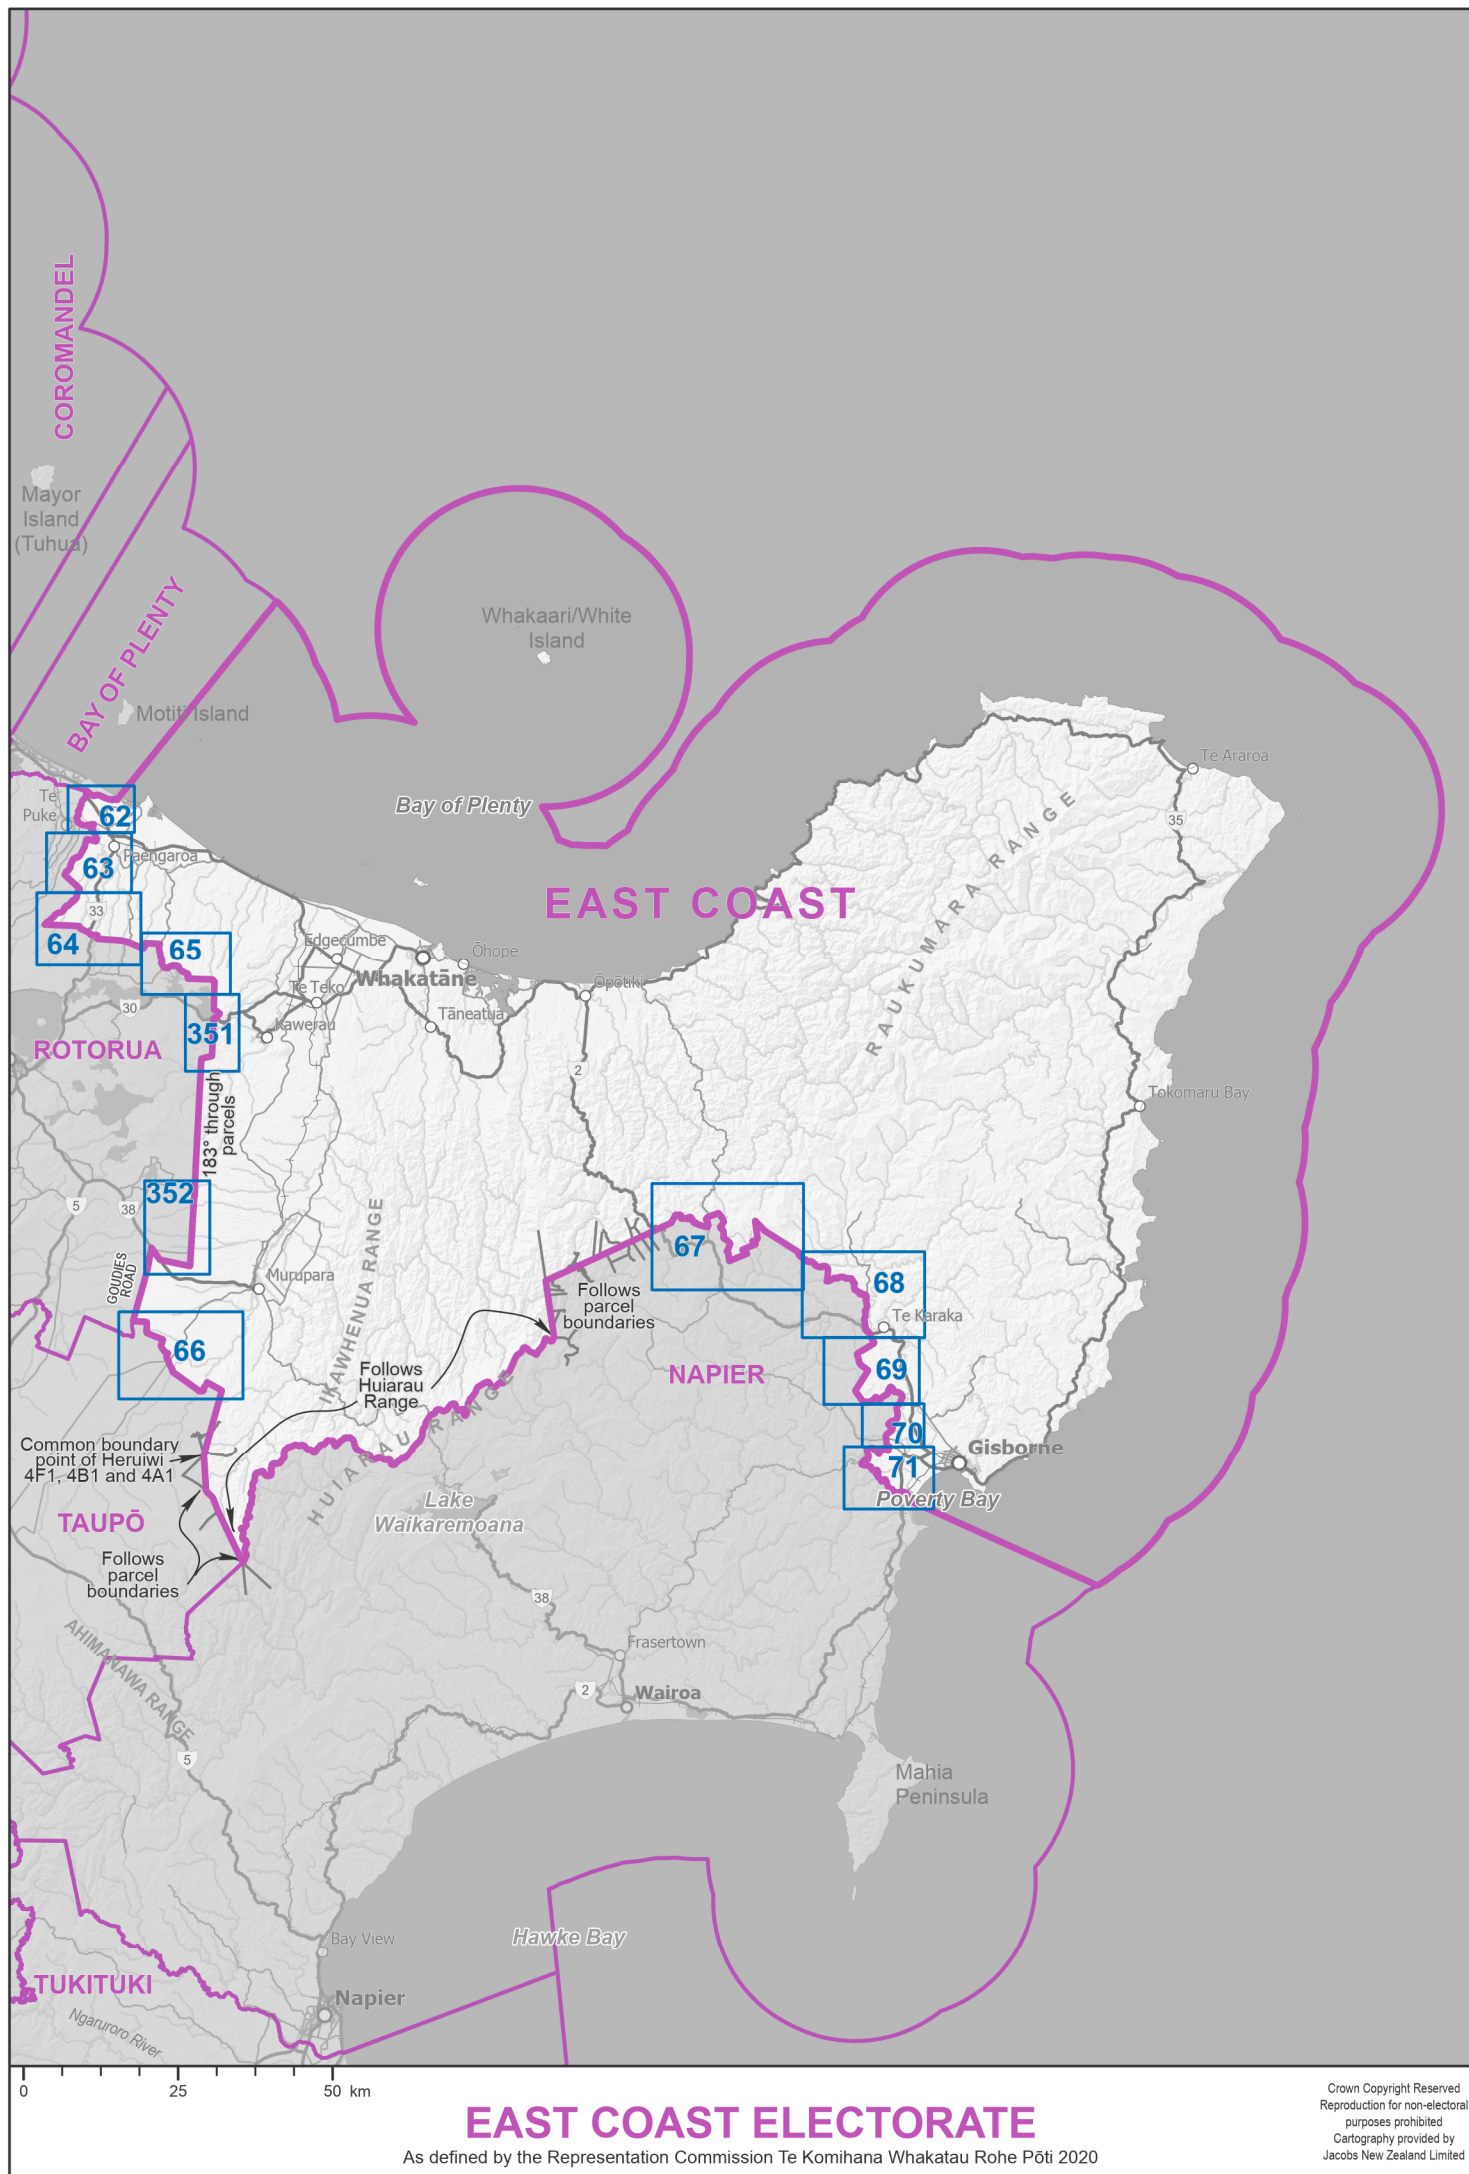 COROMANDEL
Mayor
Island
(Tuhua)
BAY OF PLENTY
Whakaari/White
Island
Motiti Island
Te Araroa
Te
Puke
62
Bay of Plenty
35
Paengaroa
63
RAUKUMARA RANGE
EAST COAST
33
64
65
Edgecumbe
Ōhope
Whakatāne
Te Teko
Ōpōtiki
30
Tāneatua
Kawerau
351
ROTORUA
2
183° through
parcels
Tokomaru Bay
352
5
38
GOUDIES
ROAD
Murupara
IKAWHENUA RANGE
67
68
Follows
parcel
boundaries
Te Karaka
66
Follows
Huiarau
Range
NAPIER
69
HUIARAU RANGE
70
Gisborne
Common boundary
point of Heruiwi
4F1, 4B1 and 4A1
71
Poverty Bay
Lake
Waikaremoana
TAUPŌ
Follows
parcel
boundaries
38
AHIMANAWA RANGE
Frasertown
2
Wairoa
5
Mahia
Peninsula
Bay View
Hawke Bay
TUKITUKI
Napier
Ngaruroro River
0 25 50 km
EAST COAST ELECTORATE
As defined by the Representation Commission Te Komihana Whakatau Rohe Pōti 2020
Crown Copyright Reserved
Reproduction for non-electoral
purposes prohibited
Cartography provided by
Jacobs New Zealand Limited